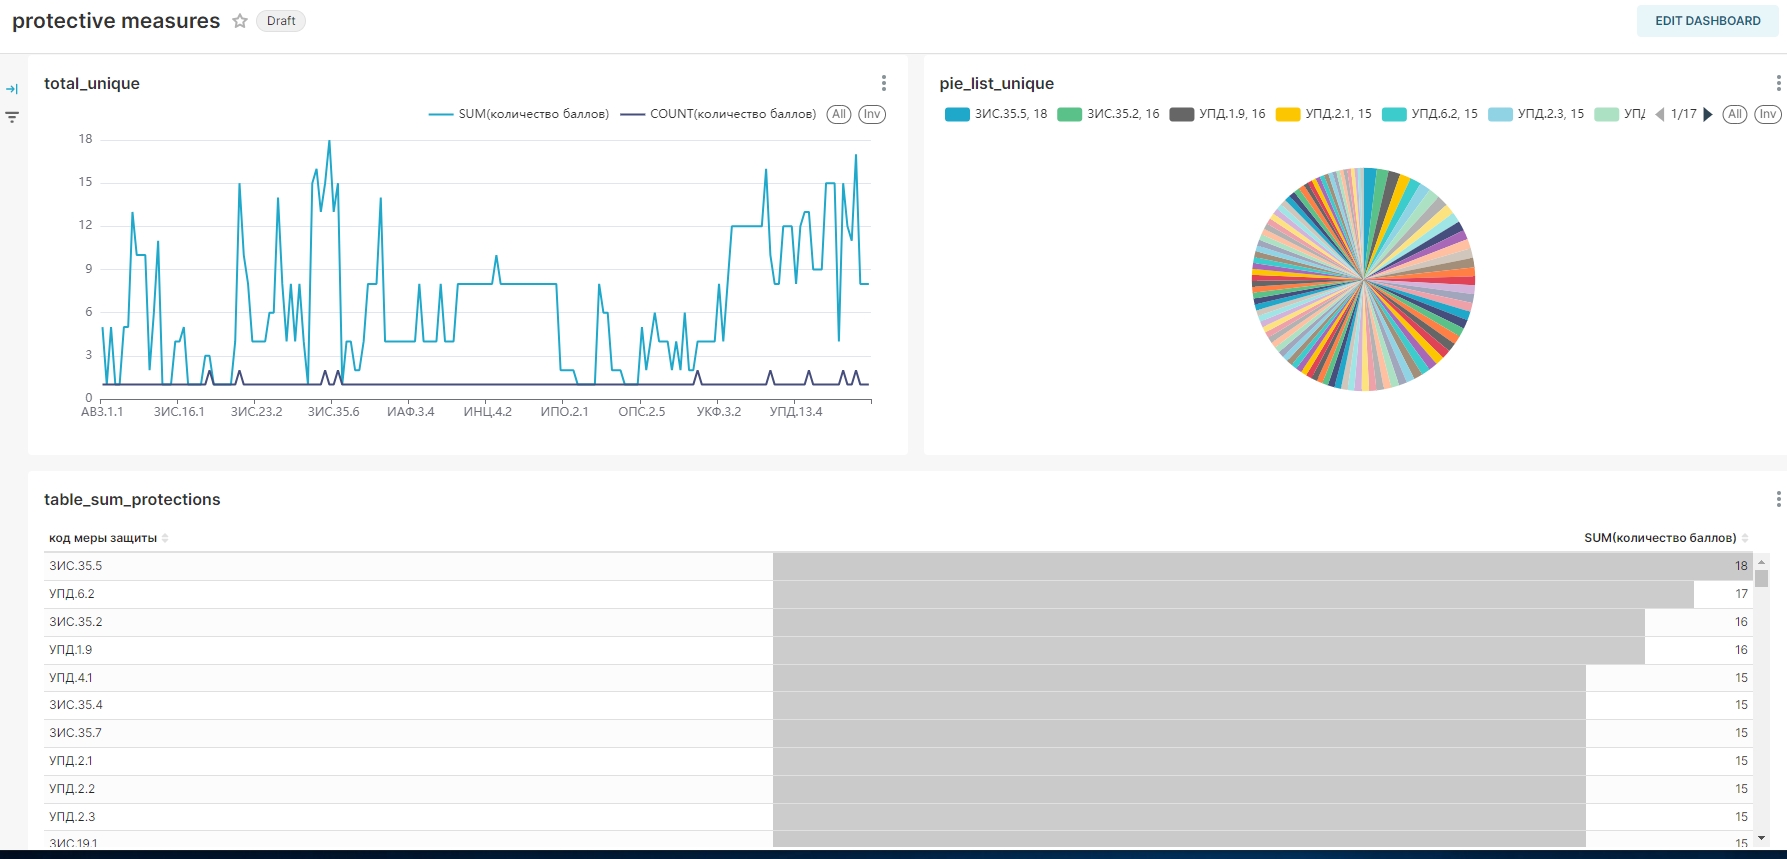 protective measures Draft EDIT DASHBOARD
total_unique
SUM(количество баллов) COUNT(количество баллов) All Inv
18
15
12
9
6
3
0
АВЗ.1.1 ЗИС.16.1 ЗИС.23.2 ЗИС.35.6 ИАФ.3.4 ИНЦ.4.2 ИПО.2.1 ОПС.2.5 УКФ.3.2 УПД.13.4
pie_list_unique
ЗИС.35.5, 18 ЗИС.35.2, 16 УПД.1.9, 16 УПД.2.1, 15 УПД.6.2, 15 УПД.2.3, 15 УПД 1/17 All Inv
table_sum_protections
код меры защиты SUM(количество баллов)
ЗИС.35.5 18
УПД.6.2 17
ЗИС.35.2 16
УПД.1.9 16
УПД.4.1 15
ЗИС.35.4 15
ЗИС.35.7 15
УПД.2.1 15
УПД.2.2 15
УПД.2.3 15
ЗИС.19.1 15